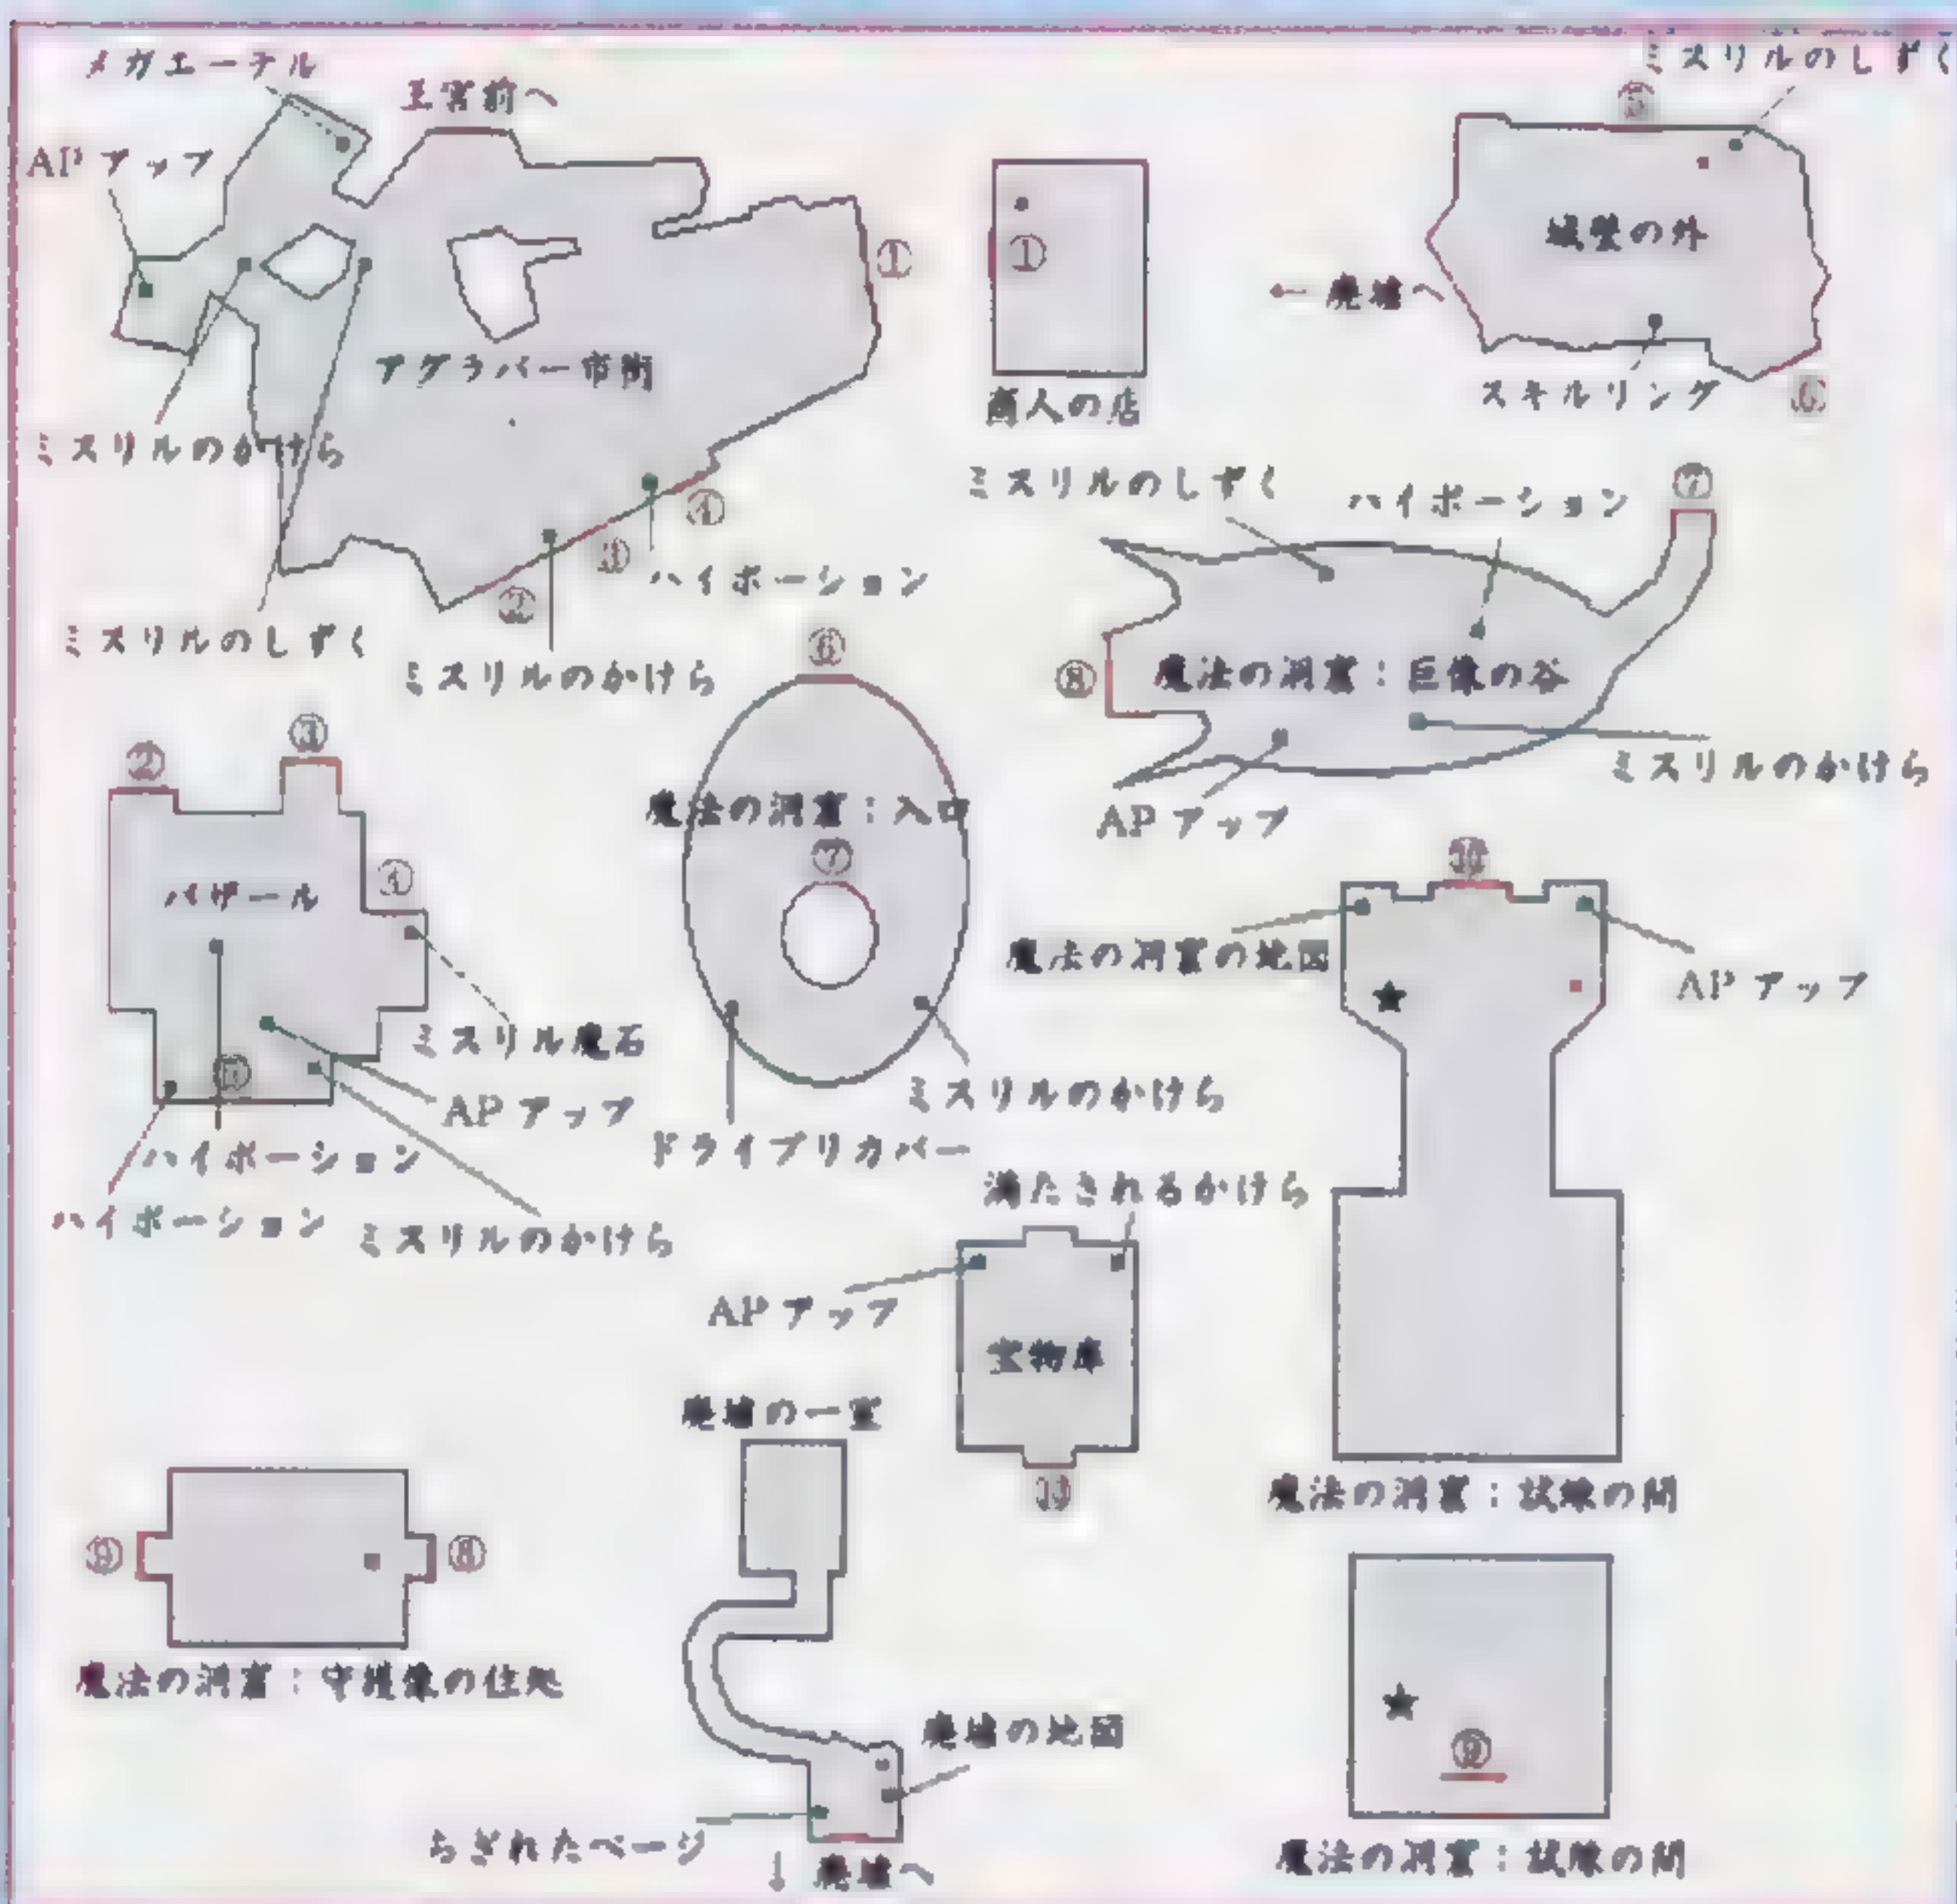 メガエーテル
王宮前へ
APアップ
①
アグラバー市街
ミスリルのかけら
④
③
②
ハイポーション
ミスリルのしずく
ミスリルのかけら
①
商人の店
ミスリルのしずく
⑤
城壁の外
← 廃墟へ
スキルリング
⑥
ミスリルのしずく
ハイポーション
⑦
⑧
魔法の洞窟：巨像の谷
ミスリルのかけら
APアップ
②
③
バザール
④
ミスリル魔石
⑤
APアップ
ハイポーション
ハイポーション
ミスリルのかけら
⑥
魔法の洞窟：入口
⑦
ミスリルのかけら
ドライブリカバー
⑩
魔法の洞窟の地図
APアップ
魔法の洞窟：試練の間
満たされるかけら
APアップ
宝物庫
⑩
⑨
⑧
魔法の洞窟：守護像の住処
廃墟の一室
廃墟の地図
ちぎれたページ
↓ 廃墟へ
⑨
魔法の洞窟：試練の間